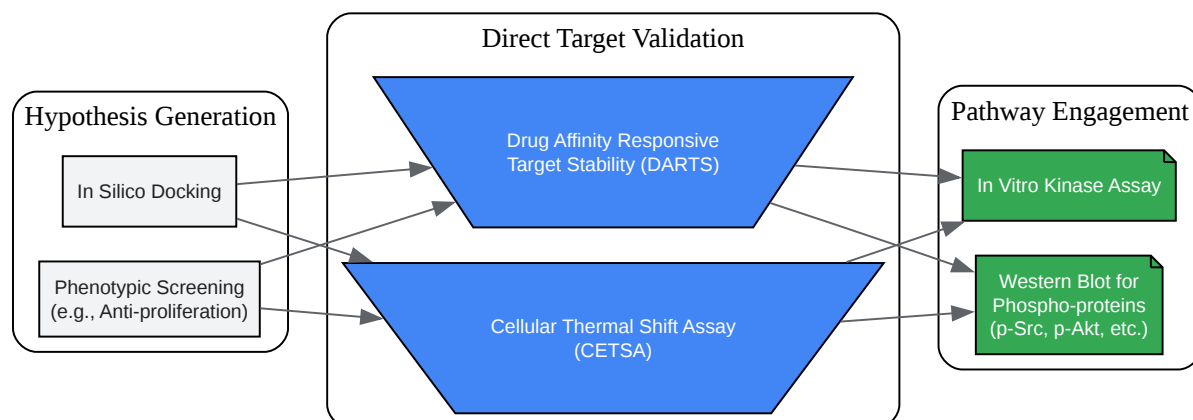 Hypothesis Generation
In Silico Docking
Phenotypic Screening
(e.g., Anti-proliferation)
Direct Target Validation
Drug Affinity Responsive
Target Stability (DARTS)
Cellular Thermal Shift Assay
(CETSA)
Pathway Engagement
In Vitro Kinase Assay
Western Blot for
Phospho-proteins
(p-Src, p-Akt, etc.)